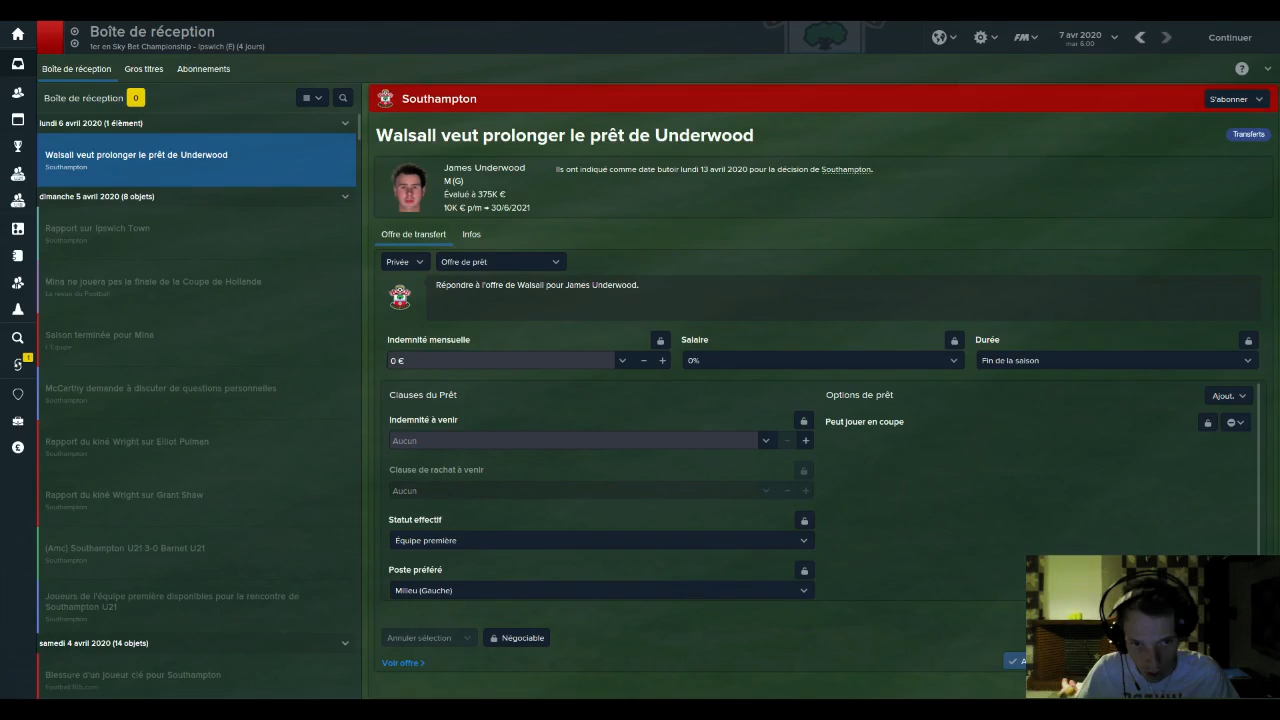 Boîte de réception
1er en Sky Bet Championship - Ipswich (E) (4 jours)
FM
7 avr 2020
mar 6:00
Continuer
Boîte de réception
Gros titres
Abonnements
Boîte de réception 0
lundi 6 avril 2020 (1 élément)
Walsall veut prolonger le prêt de Underwood
Southampton
dimanche 5 avril 2020 (8 objets)
Rapport sur Ipswich Town
Southampton
Mina ne jouera pas la finale de la Coupe de Hollande
La revue du Football
Saison terminée pour Mina
L'Équipe
McCarthy demande à discuter de questions personnelles
Southampton
Rapport du kiné Wright sur Elliot Pulman
Southampton
Rapport du kiné Wright sur Grant Shaw
Southampton
(Amc) Southampton U21 3-0 Barnet U21
Southampton
Joueurs de l'équipe première disponibles pour la rencontre de
Southampton U21
Southampton
samedi 4 avril 2020 (14 objets)
Blessure d'un joueur clé pour Southampton
Football365.com
Southampton
S'abonner
Walsall veut prolonger le prêt de Underwood
Transferts
James Underwood
M (G)
Évalué à 375K €
10K € p/m → 30/6/2021
Ils ont indiqué comme date butoir lundi 13 avril 2020 pour la décision de Southampton.
Offre de transfert
Infos
Privée
Offre de prêt
Répondre à l'offre de Walsall pour James Underwood.
Indemnité mensuelle
0 €
Salaire
0%
Durée
Fin de la saison
Clauses du Prêt
Indemnité à venir
Aucun
Clause de rachat à venir
Aucun
Statut effectif
Équipe première
Poste préféré
Milieu (Gauche)
Options de prêt
Ajout.
Peut jouer en coupe
Annuler sélection
Négociable
Voir offre >